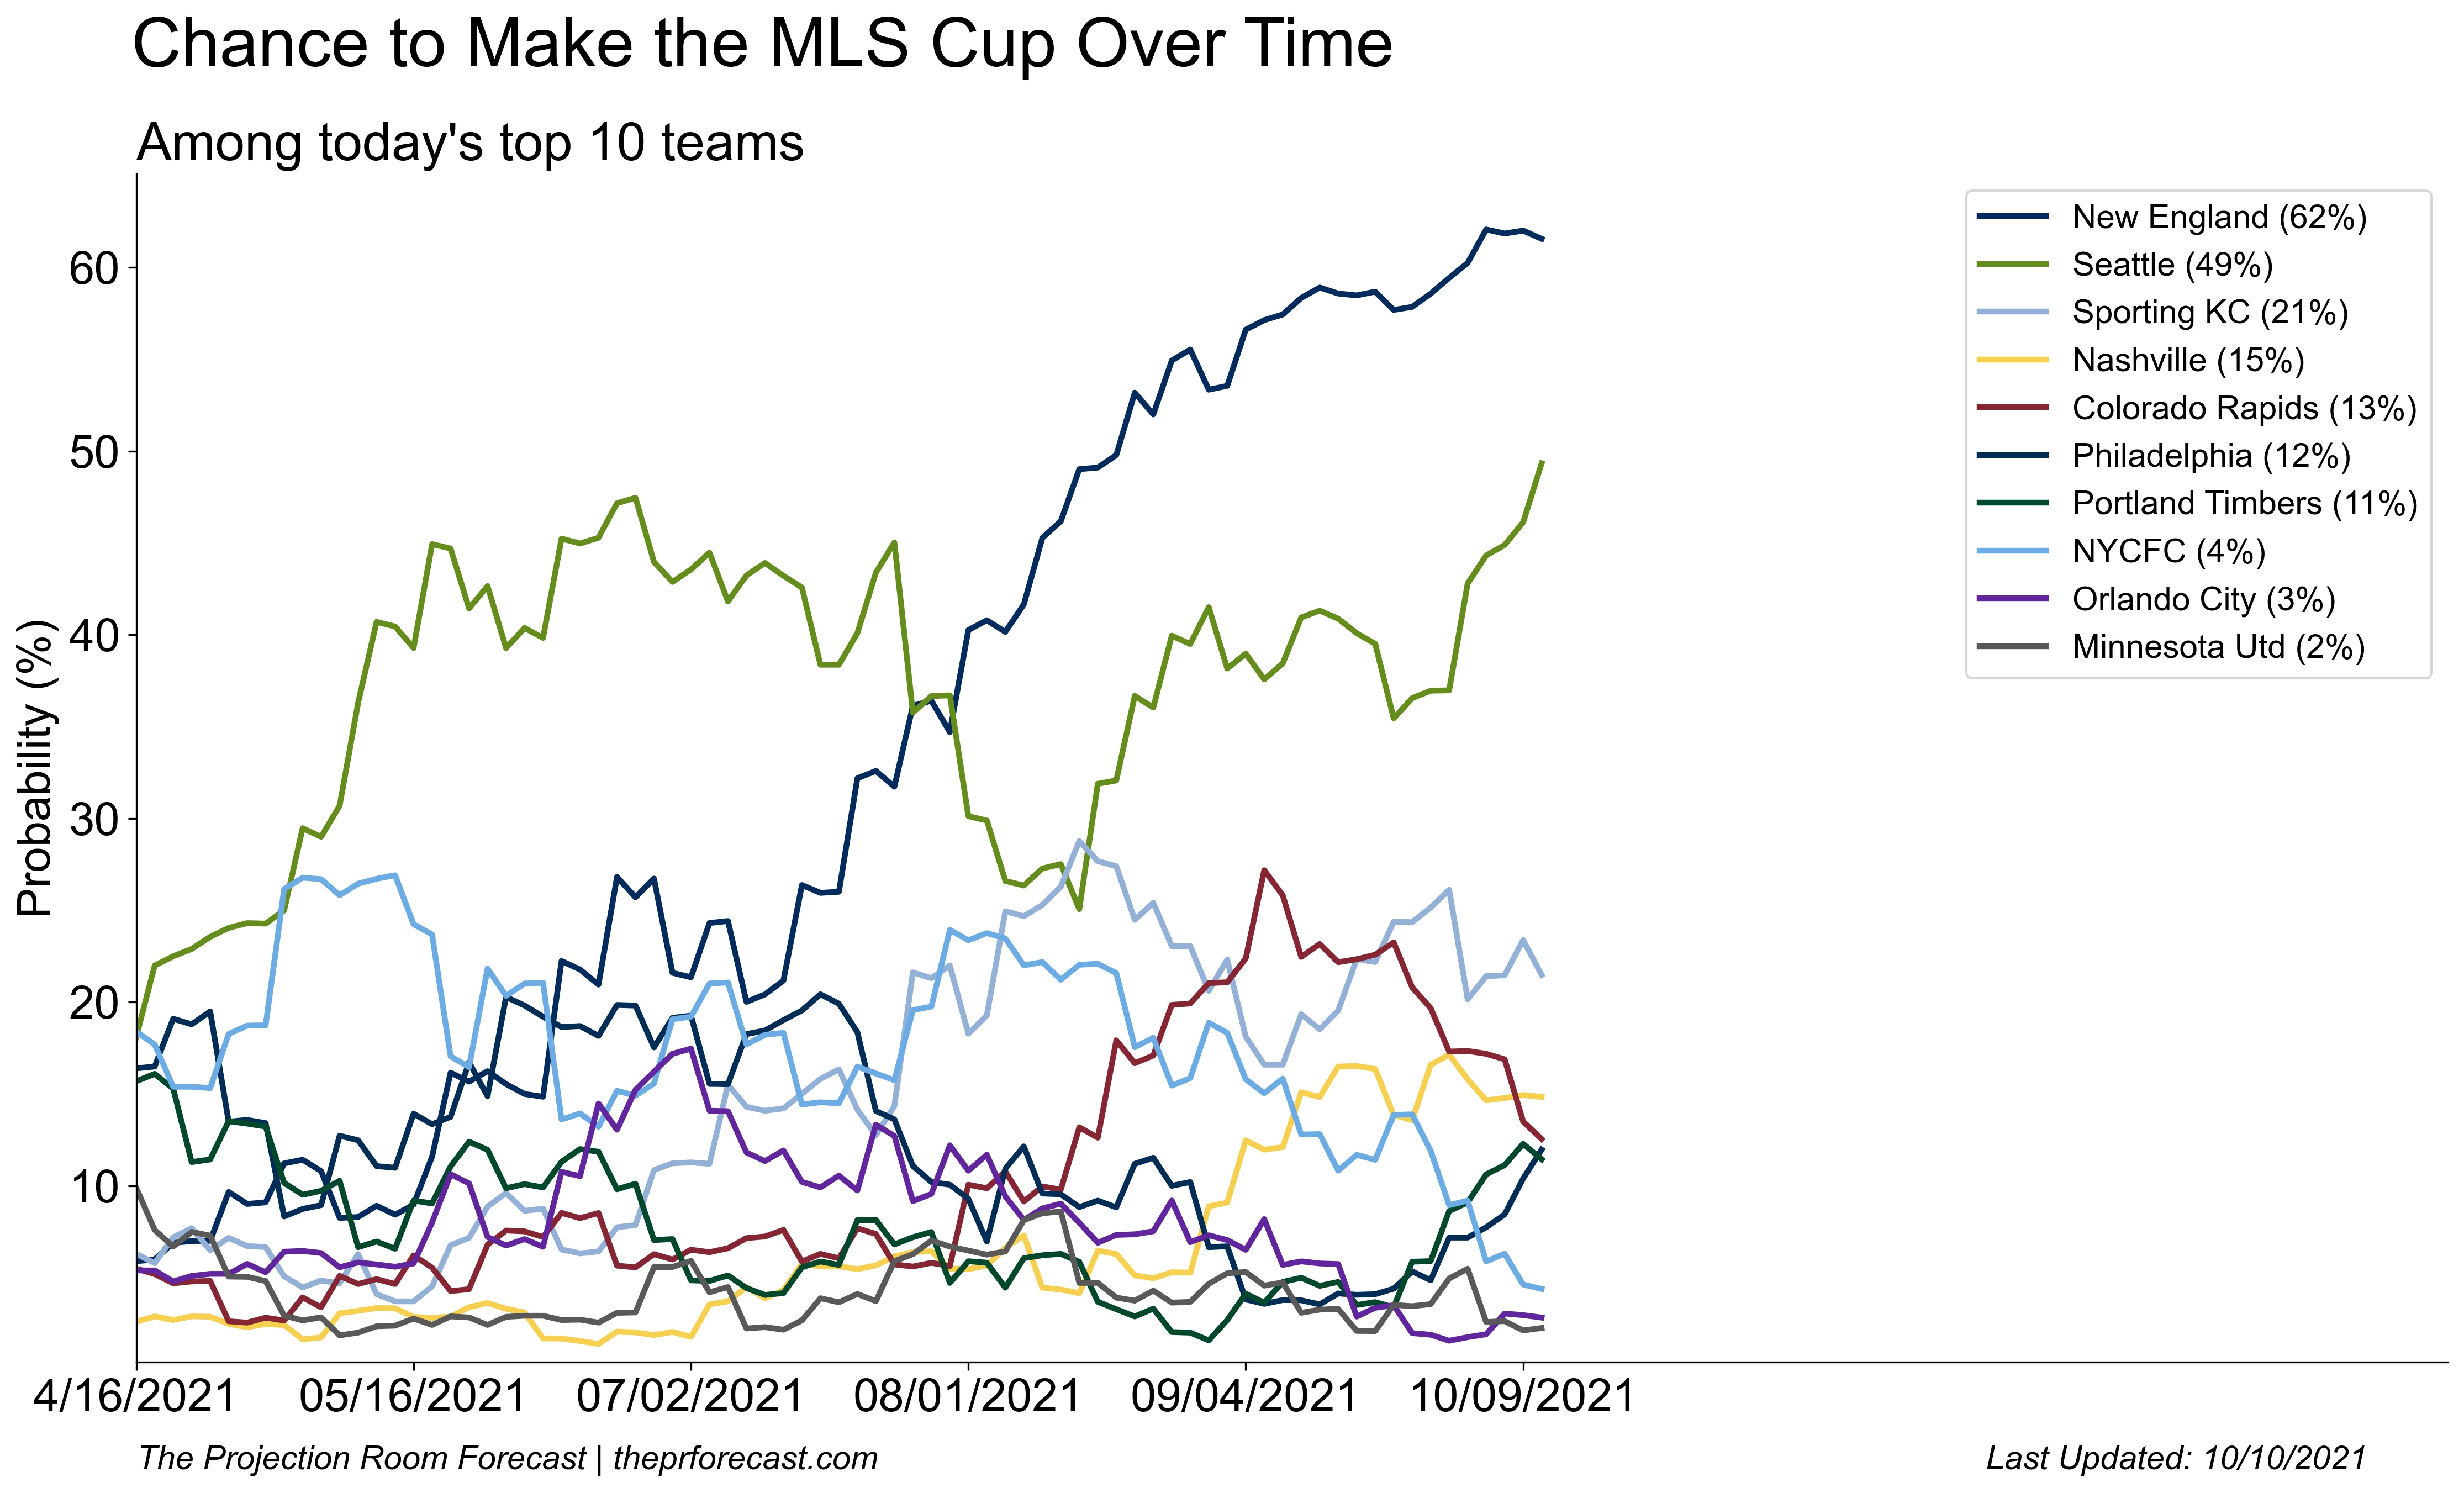 Chance to Make the MLS Cup Over Time
Among today's top 10 teams
Probability (%)
60
50
40
30
20
10
4/16/2021 05/16/2021 07/02/2021 08/01/2021 09/04/2021 10/09/2021
New England (62%)
Seattle (49%)
Sporting KC (21%)
Nashville (15%)
Colorado Rapids (13%)
Philadelphia (12%)
Portland Timbers (11%)
NYCFC (4%)
Orlando City (3%)
Minnesota Utd (2%)
The Projection Room Forecast | theprforecast.com
Last Updated: 10/10/2021